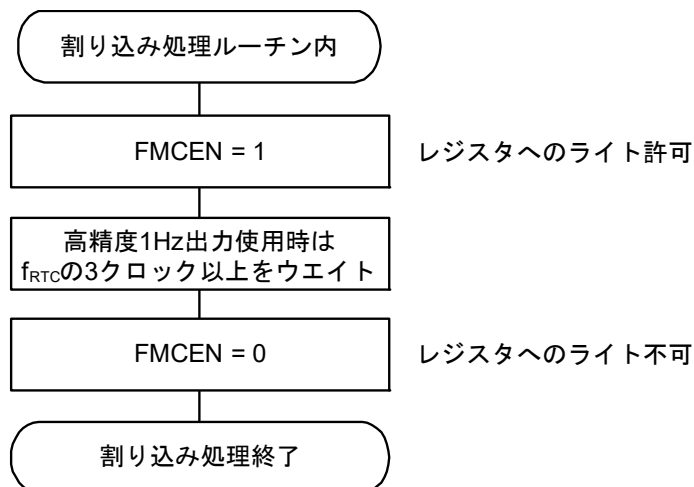 割り込み処理ルーチン内
FMCEN = 1
レジスタへのライト許可
高精度1Hz出力使用時は
fRTCの3クロック以上をウエイト
FMCEN = 0
レジスタへのライト不可
割り込み処理終了